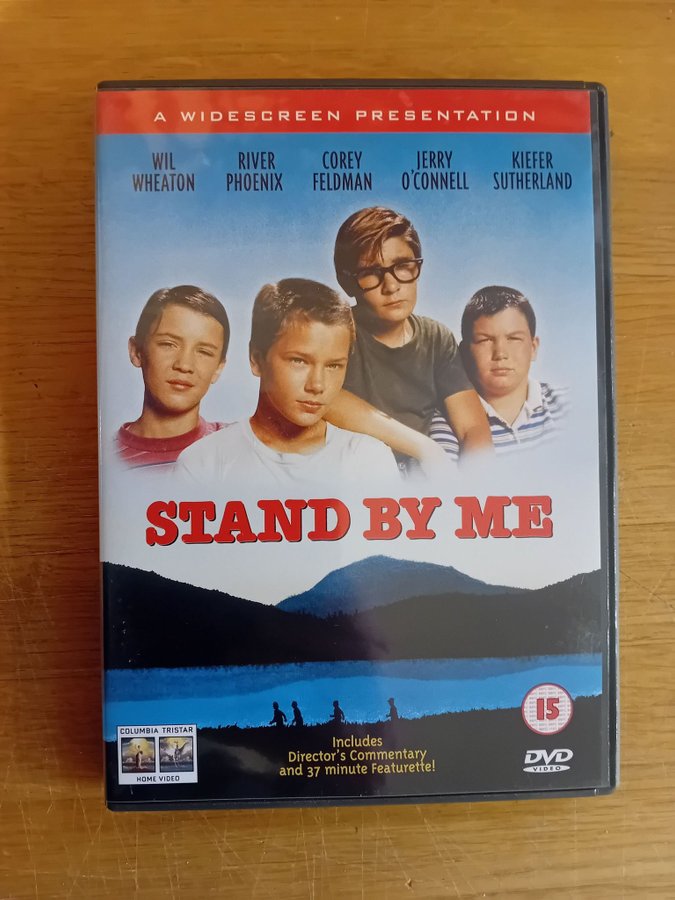 A WIDESCREEN PRESENTATION
WIL WHEATON
RIVER PHOENIX
COREY FELDMAN
JERRY O'CONNELL
KIEFER SUTHERLAND
STAND BY ME
15
COLUMBIA TRISTAR
HOME VIDEO
Includes
Director's Commentary
and 37 minute Featurette!
DVD
VIDEO